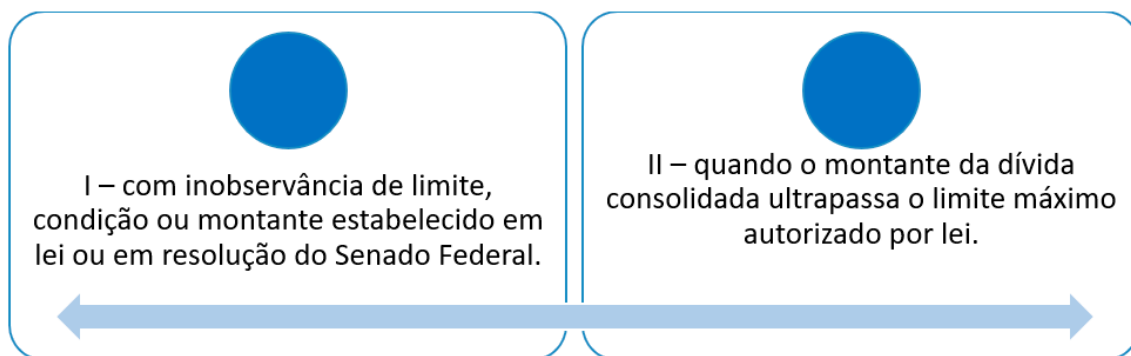 I – com inobservância de limite,
condição ou montante estabelecido em
lei ou em resolução do Senado Federal.
II – quando o montante da dívida
consolidada ultrapassa o limite máximo
autorizado por lei.